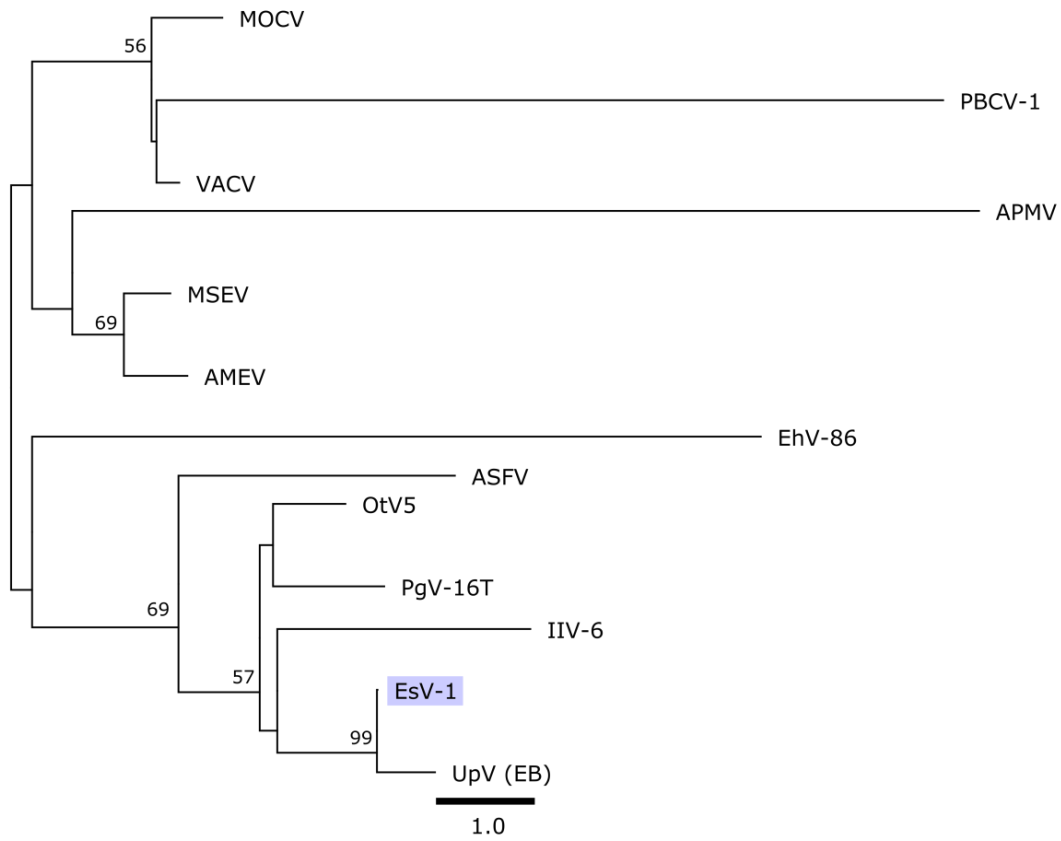 MOCV
56
PBCV-1
VACV
APMV
MSEV
69
AMEV
EhV-86
ASFV
OtV5
PgV-16T
69
IIV-6
57
EsV-1
99
UpV (EB)
1.0